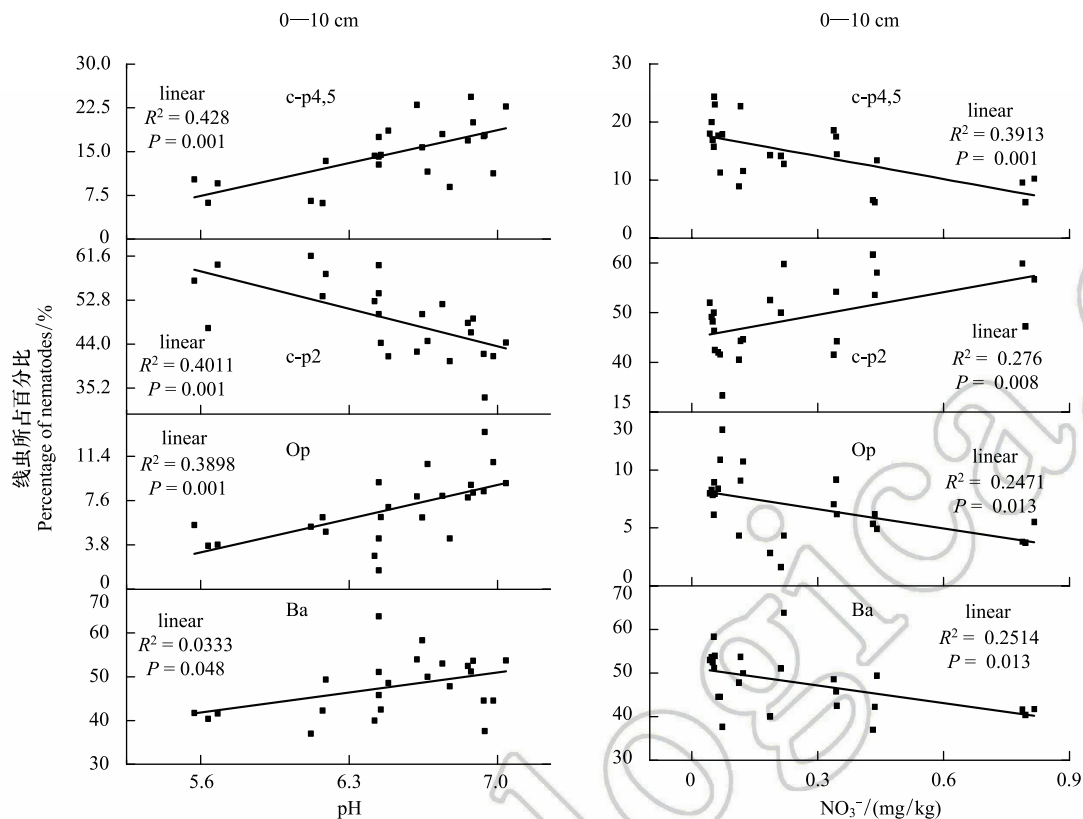 0—10 cm
线虫所占百分比
Percentage of nematodes/%
30.0
22.5
15.0
7.5
0
linear
R² = 0.428
P = 0.001
c-p4,5
61.6
52.8
44.0
35.2
linear
R² = 0.4011
P = 0.001
11.4
7.6
3.8
0
linear
R² = 0.3898
P = 0.001
Op
70
60
50
40
30
linear
R² = 0.0333
P = 0.048
Ba
5.6
6.3
7.0
pH
0—10 cm
30
20
10
0
c-p4,5
linear
R² = 0.3913
P = 0.001
60
50
40
15
c-p2
linear
R² = 0.276
P = 0.008
30
10
5
0
Op
linear
R² = 0.2471
P = 0.013
70
60
50
40
30
Ba
linear
R² = 0.2514
P = 0.013
0
0.3
0.6
0.9
NO₃⁻/(mg/kg)